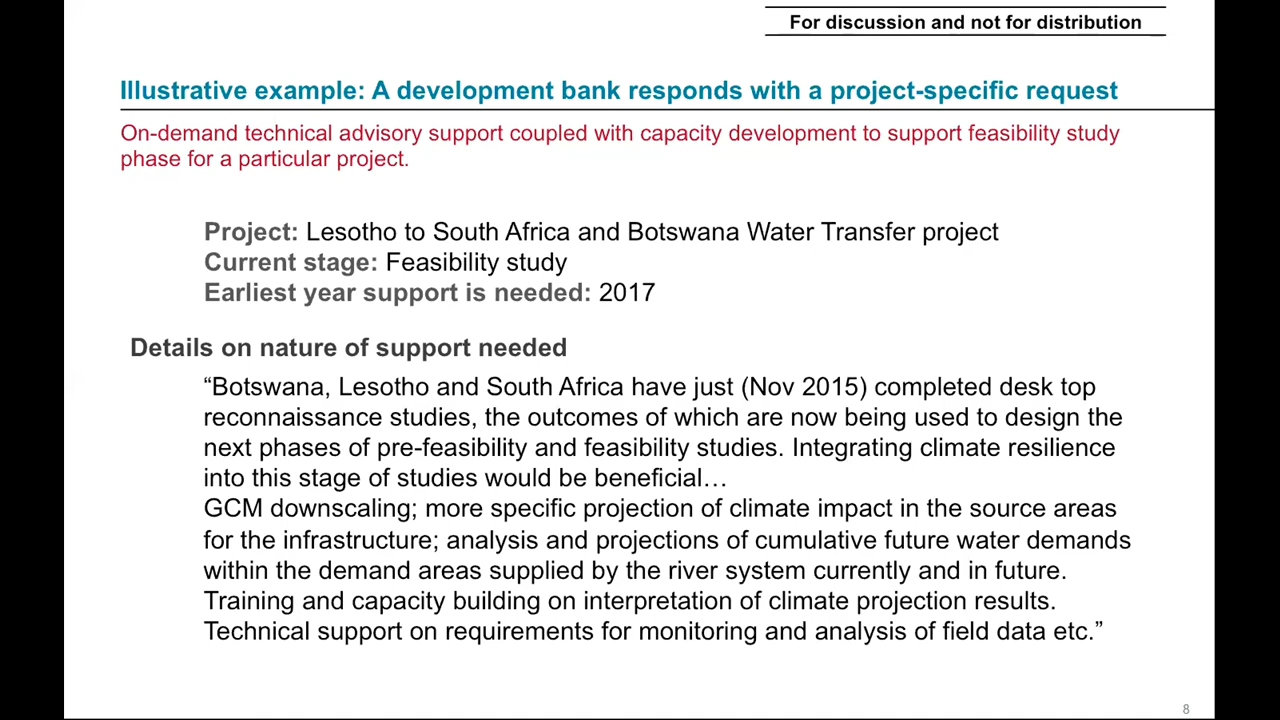 For discussion and not for distribution
Illustrative example: A development bank responds with a project-specific request
On-demand technical advisory support coupled with capacity development to support feasibility study
phase for a particular project.
Project: Lesotho to South Africa and Botswana Water Transfer project
Current stage: Feasibility study
Earliest year support is needed: 2017
Details on nature of support needed
“Botswana, Lesotho and South Africa have just (Nov 2015) completed desk top
reconnaissance studies, the outcomes of which are now being used to design the
next phases of pre-feasibility and feasibility studies. Integrating climate resilience
into this stage of studies would be beneficial…
GCM downscaling; more specific projection of climate impact in the source areas
for the infrastructure; analysis and projections of cumulative future water demands
within the demand areas supplied by the river system currently and in future.
Training and capacity building on interpretation of climate projection results.
Technical support on requirements for monitoring and analysis of field data etc.”
8